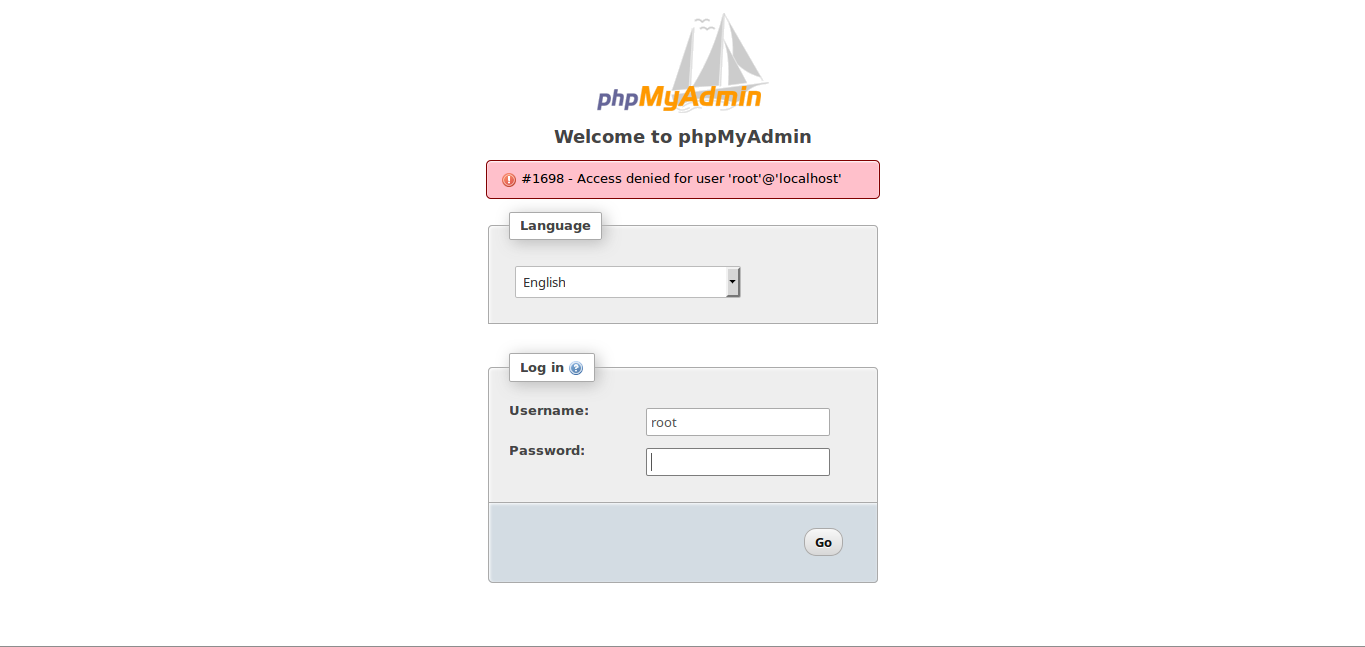 phpMyAdmin
Welcome to phpMyAdmin
#1698 - Access denied for user 'root'@'localhost'
Language
English
Log in
Username:
root
Password:
Go